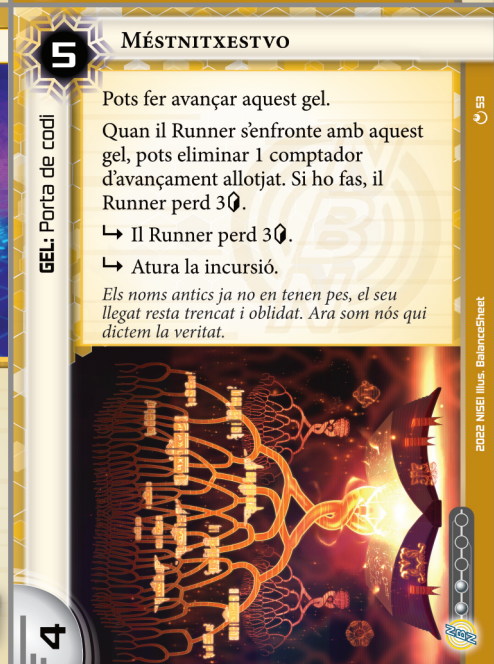 5
Méstnitxestvo
GEL: Porta de codi
Pots fer avançar aquest gel.
Quan il Runner s'enfronte amb aquest
gel, pots eliminar 1 comptador
d'avançament allotjat. Si ho fas, il
Runner perd 3.
↳ Il Runner perd 3.
↳ Atura la incursió.
Els noms antics ja no en tenen pes, el seu
llegat resta trencat i oblidat. Ara som nós qui
dictem la veritat.
53
2022 NISEI Illus. BalanceSheet
4
NBN